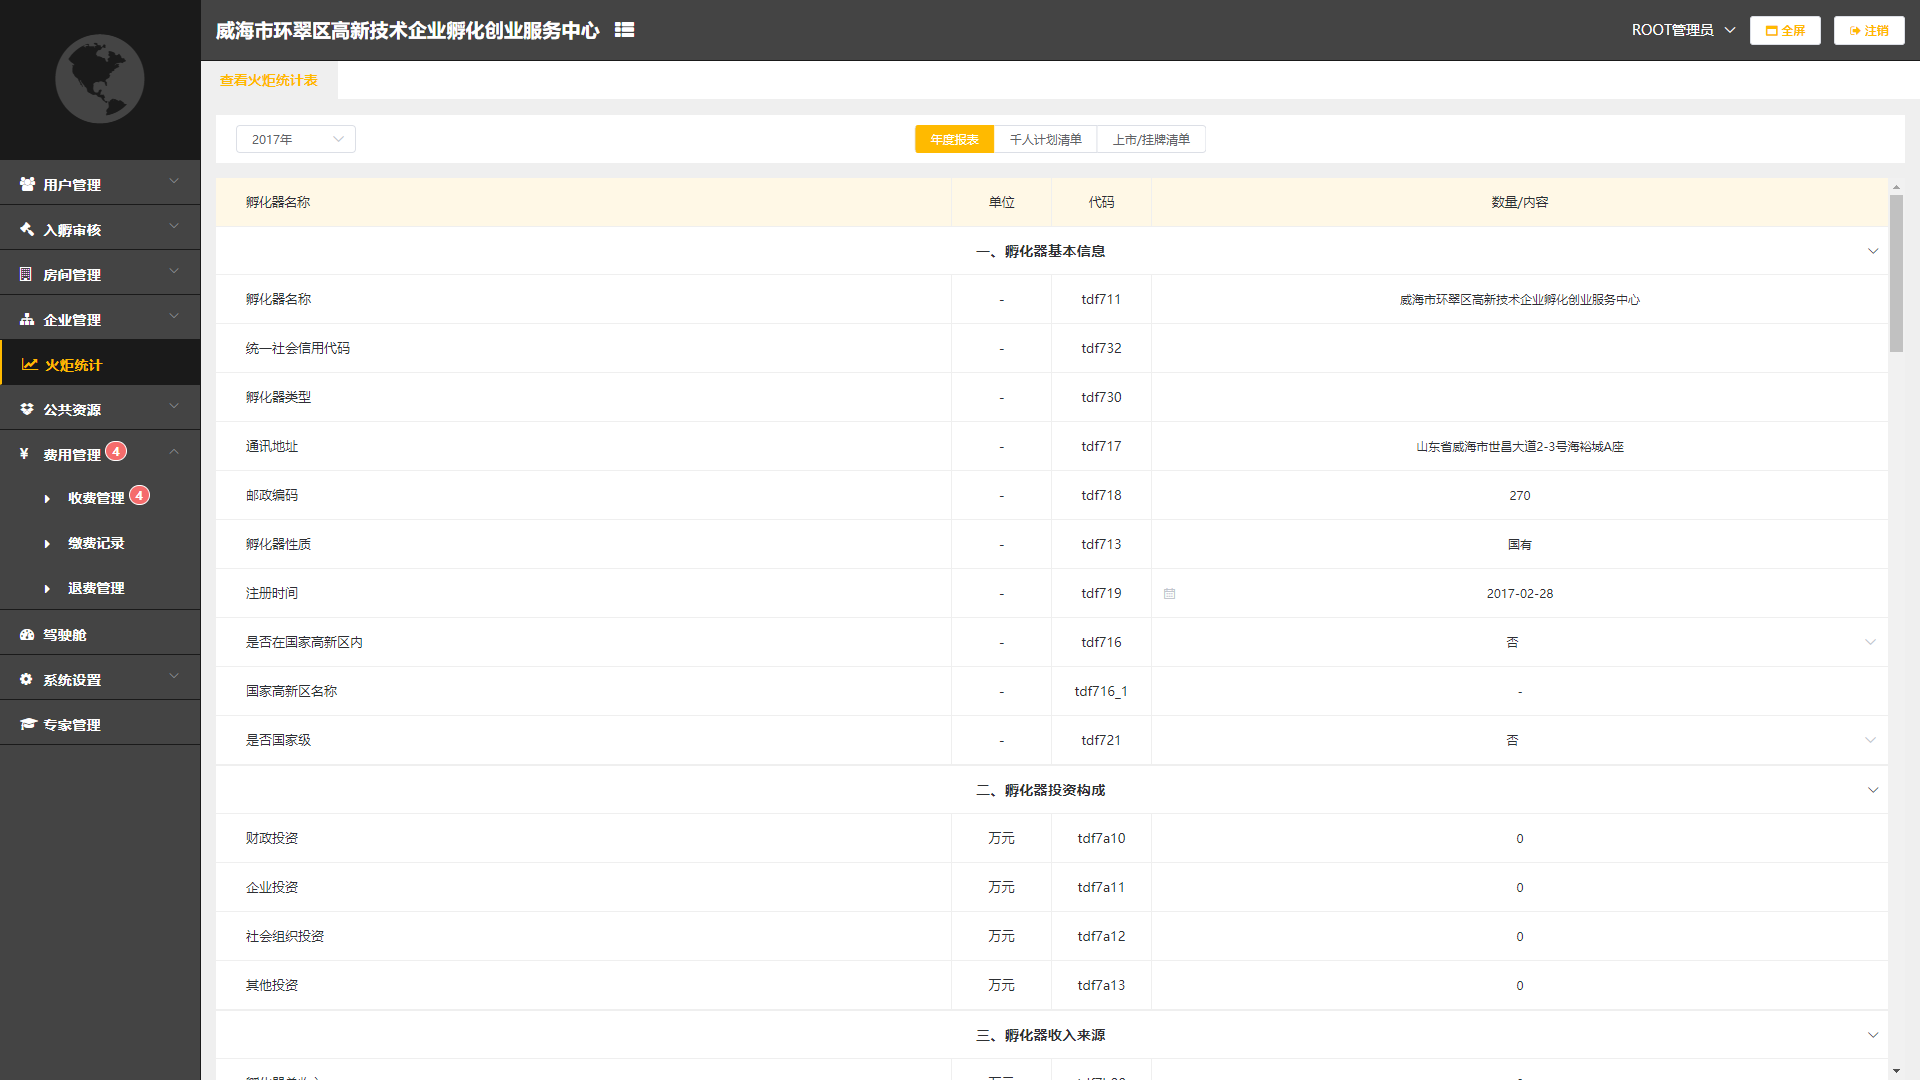 威海市环翠区高新技术企业孵化创业服务中心
ROOT管理员
全屏
注销
查看火炬统计表
2017年
年度报表
千人计划清单
上市/挂牌清单
用户管理
入孵审核
房间管理
企业管理
火炬统计
公共资源
费用管理 4
收费管理 4
缴费记录
退费管理
驾驶舱
系统设置
专家管理
孵化器名称 单位 代码 数量/内容
一、孵化器基本信息
孵化器名称 - tdf711 威海市环翠区高新技术企业孵化创业服务中心
统一社会信用代码 - tdf732
孵化器类型 - tdf730
通讯地址 - tdf717 山东省威海市世昌大道2-3号海裕城A座
邮政编码 - tdf718 270
孵化器性质 - tdf713 国有
注册时间 - tdf719 2017-02-28
是否在国家高新区内 - tdf716 否
国家高新区名称 - tdf716_1 -
是否国家级 - tdf721 否
二、孵化器投资构成
财政投资 万元 tdf7a10 0
企业投资 万元 tdf7a11 0
社会组织投资 万元 tdf7a12 0
其他投资 万元 tdf7a13 0
三、孵化器收入来源